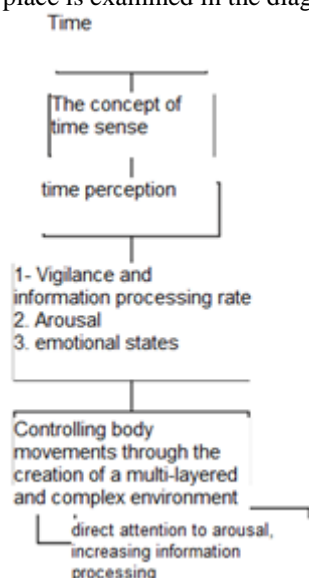 place is examined in the diag
Time
The concept of
time sense
time perception
1- Vigilance and
information processing rate
2. Arousal
3. emotional states
Controlling body
movements through the
creation of a multi-layered
and complex environment
direct attention to arousal,
increasing information
processing